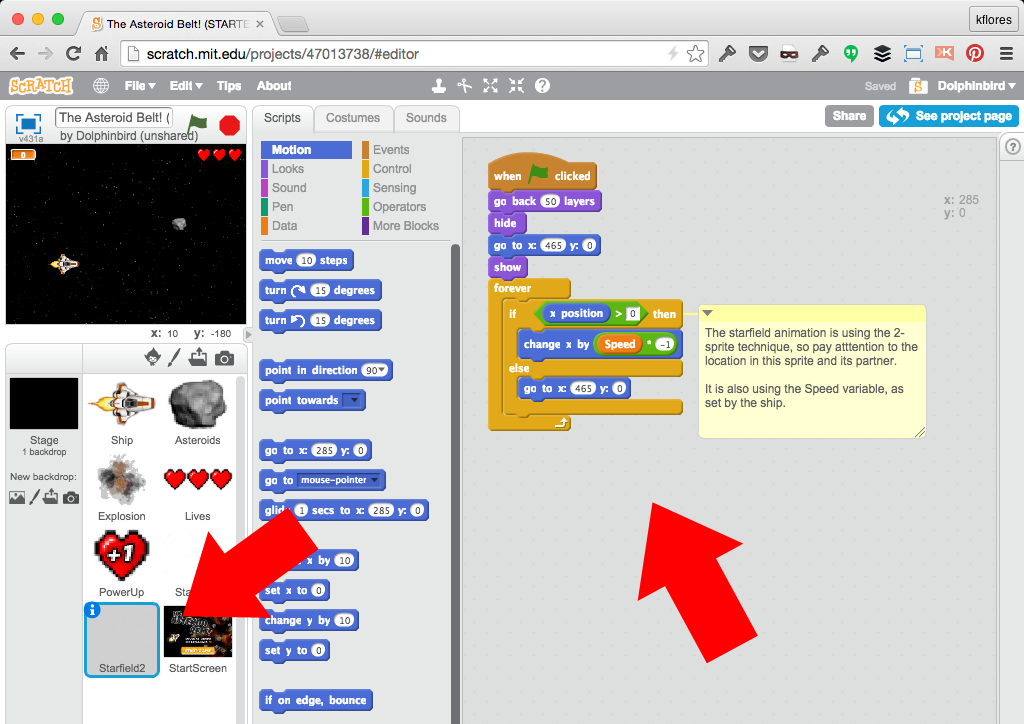 The Asteroid Belt! (STARTE
kflores
scratch.mit.edu/projects/47013738/#editor
SCRATCH
File
Edit
Tips
About
Saved
Dolphinbird
v431a
The Asteroid Belt! (
by Dolphinbird (unshared)
Scripts
Costumes
Sounds
Share
See project page
0
x: 10 y: -180
Motion
Looks
Sound
Pen
Data
Events
Control
Sensing
Operators
More Blocks
move 10 steps
turn 15 degrees
turn 15 degrees
point in direction 90
point towards
go to x: 285 y: 0
go to mouse-pointer
1 secs to x: 285 y: 0
x by 10
set x to 0
change y by 10
set y to 0
if on edge, bounce
when clicked
go back 50 layers
hide
go to x: 465 y: 0
show
forever
if x position > 0 then
change x by Speed * -1
else
go to x: 465 y: 0
The starfield animation is using the 2-
sprite technique, so pay atttention to the
location in this sprite and its partner.
It is also using the Speed variable, as
set by the ship.
x: 285
y: 0
Stage
1 backdrop
New backdrop:
Ship
Asteroids
Explosion
Lives
+1
PowerUp
Starfield2
StartScreen